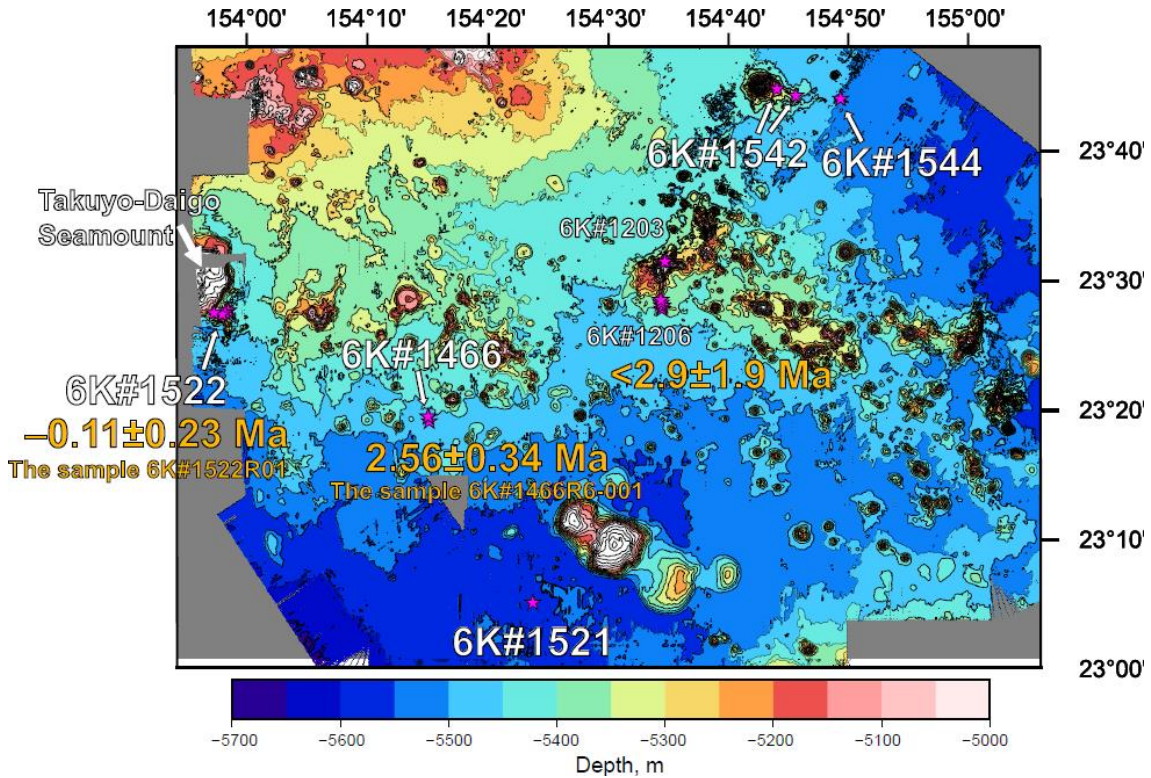 154°00' 154°10' 154°20' 154°30' 154°40' 154°50' 155°00'
6K#1542
6K#1544
23°40'
Takuyo-Daigo
Seamount
6K#1203
23°30'
6K#1206
6K#1466
6K#1522
<2.9±1.9 Ma
23°20'
–0.11±0.23 Ma
The sample 6K#1522R01
2.56±0.34 Ma
The sample 6K#1466R6-001
23°10'
6K#1521
23°00'
−5700 −5600 −5500 −5400 −5300 −5200 −5100 −5000
Depth, m